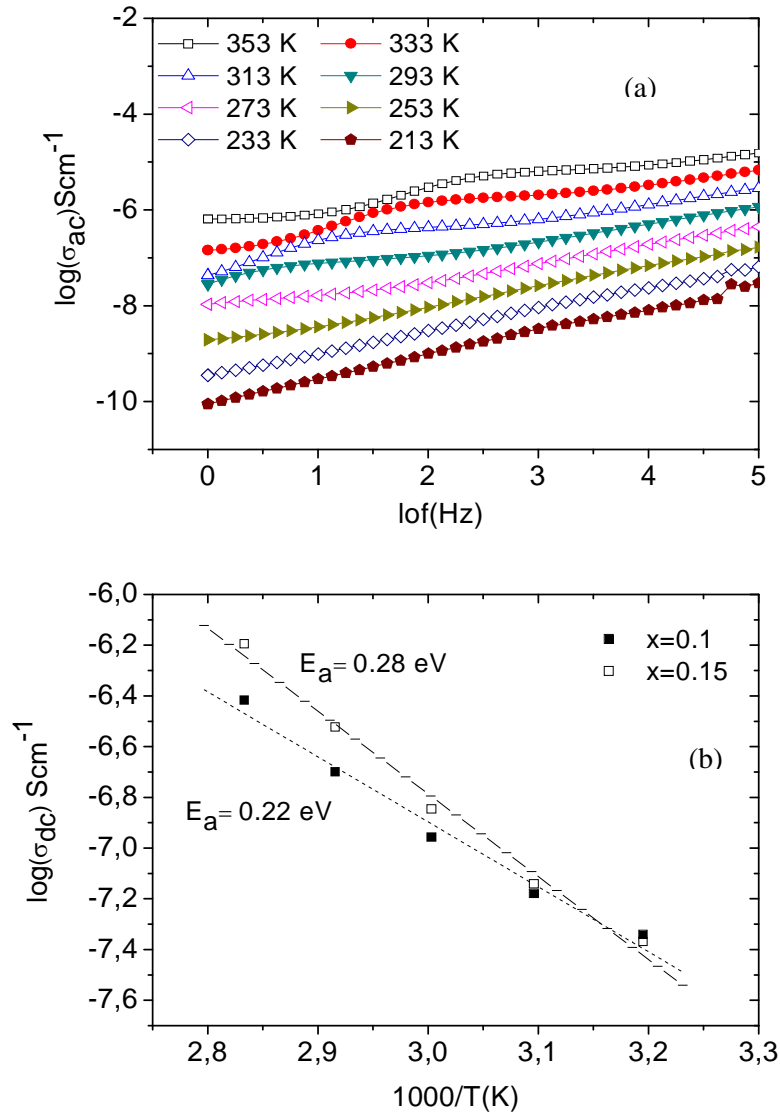 -2
-4
-6
-8
-10
log(σac)Scm-1
353 K 333 K
313 K 293 K
273 K 253 K
233 K 213 K
(a)
0 1 2 3 4 5
lof(Hz)
-6,0
-6,2
-6,4
-6,6
-6,8
-7,0
-7,2
-7,4
-7,6
log(σdc) Scm-1
x=0.1
x=0.15
Ea= 0.28 eV
(b)
Ea= 0.22 eV
2,8 2,9 3,0 3,1 3,2 3,3
1000/T(K)